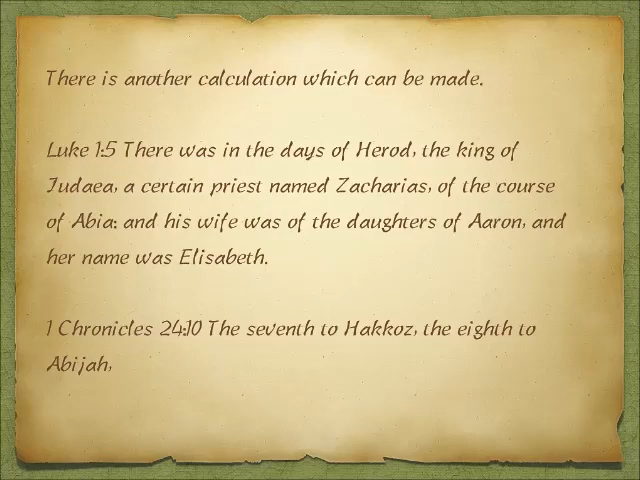 There is another calculation which can be made.
Luke 1:5 There was in the days of Herod, the king of
Judaea, a certain priest named Zacharias, of the course
of Abia: and his wife was of the daughters of Aaron, and
her name was Elisabeth.
1 Chronicles 24:10 The seventh to Hakkoz, the eighth to
Abijah,